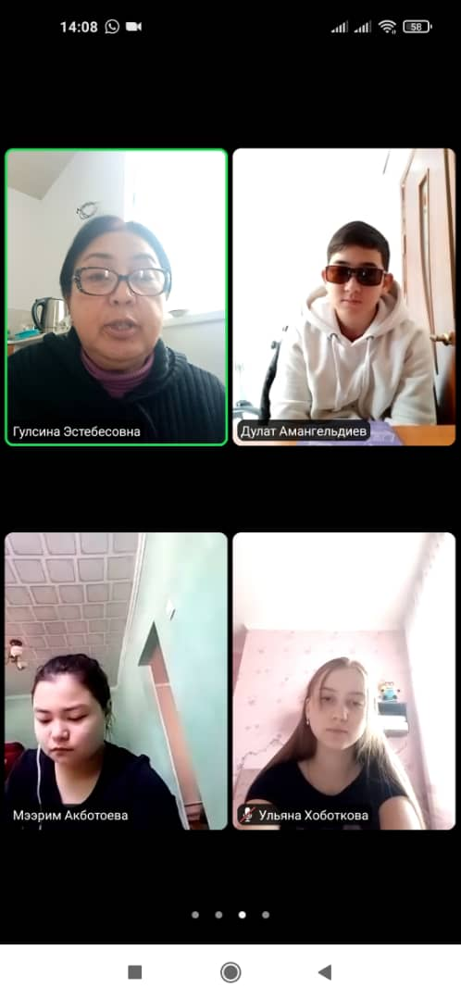 14:08
58
Гулсина Эстебесовна
Дулат Амангельдиев
Мээрим Акботоева
Ульяна Хоботкова